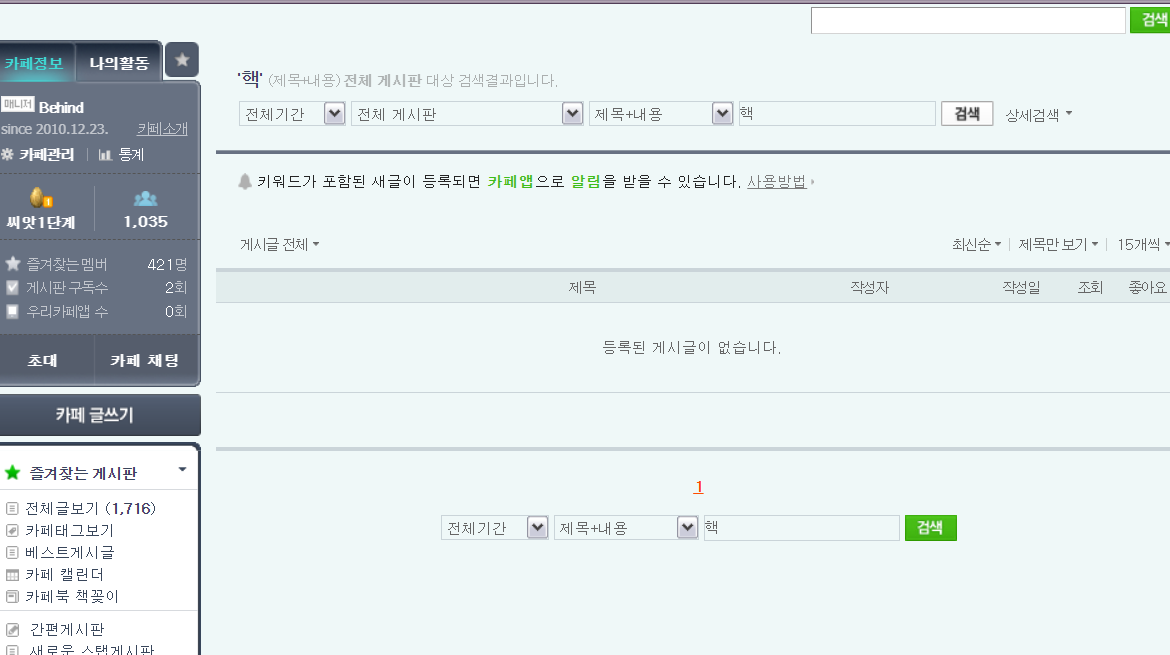 검색
카페정보 나의활동
'핵' (제목+내용) 전체 게시판 대상 검색결과입니다.
매니저 Behind
전체기간 전체 게시판 제목+내용 핵 검색 상세검색
since 2010.12.23. 카페소개
카페관리 통계
키워드가 포함된 새글이 등록되면 카페앱으로 알림을 받을 수 있습니다. 사용방법
1
씨앗1단계 1,035
게시글 전체 최신순 제목만 보기 15개씩
즐겨찾는 멤버 421명
게시판 구독수 2회
우리카페앱 수 0회
제목 작성자 작성일 조회 좋아요
등록된 게시글이 없습니다.
초대 카페 채팅
카페 글쓰기
즐겨찾는 게시판
전체글보기 (1,716)
카페태그보기
베스트게시글
카페 캘린더
카페북 책꽂이
간편게시판
새로운 스탭게시판
1
전체기간 제목+내용 핵 검색